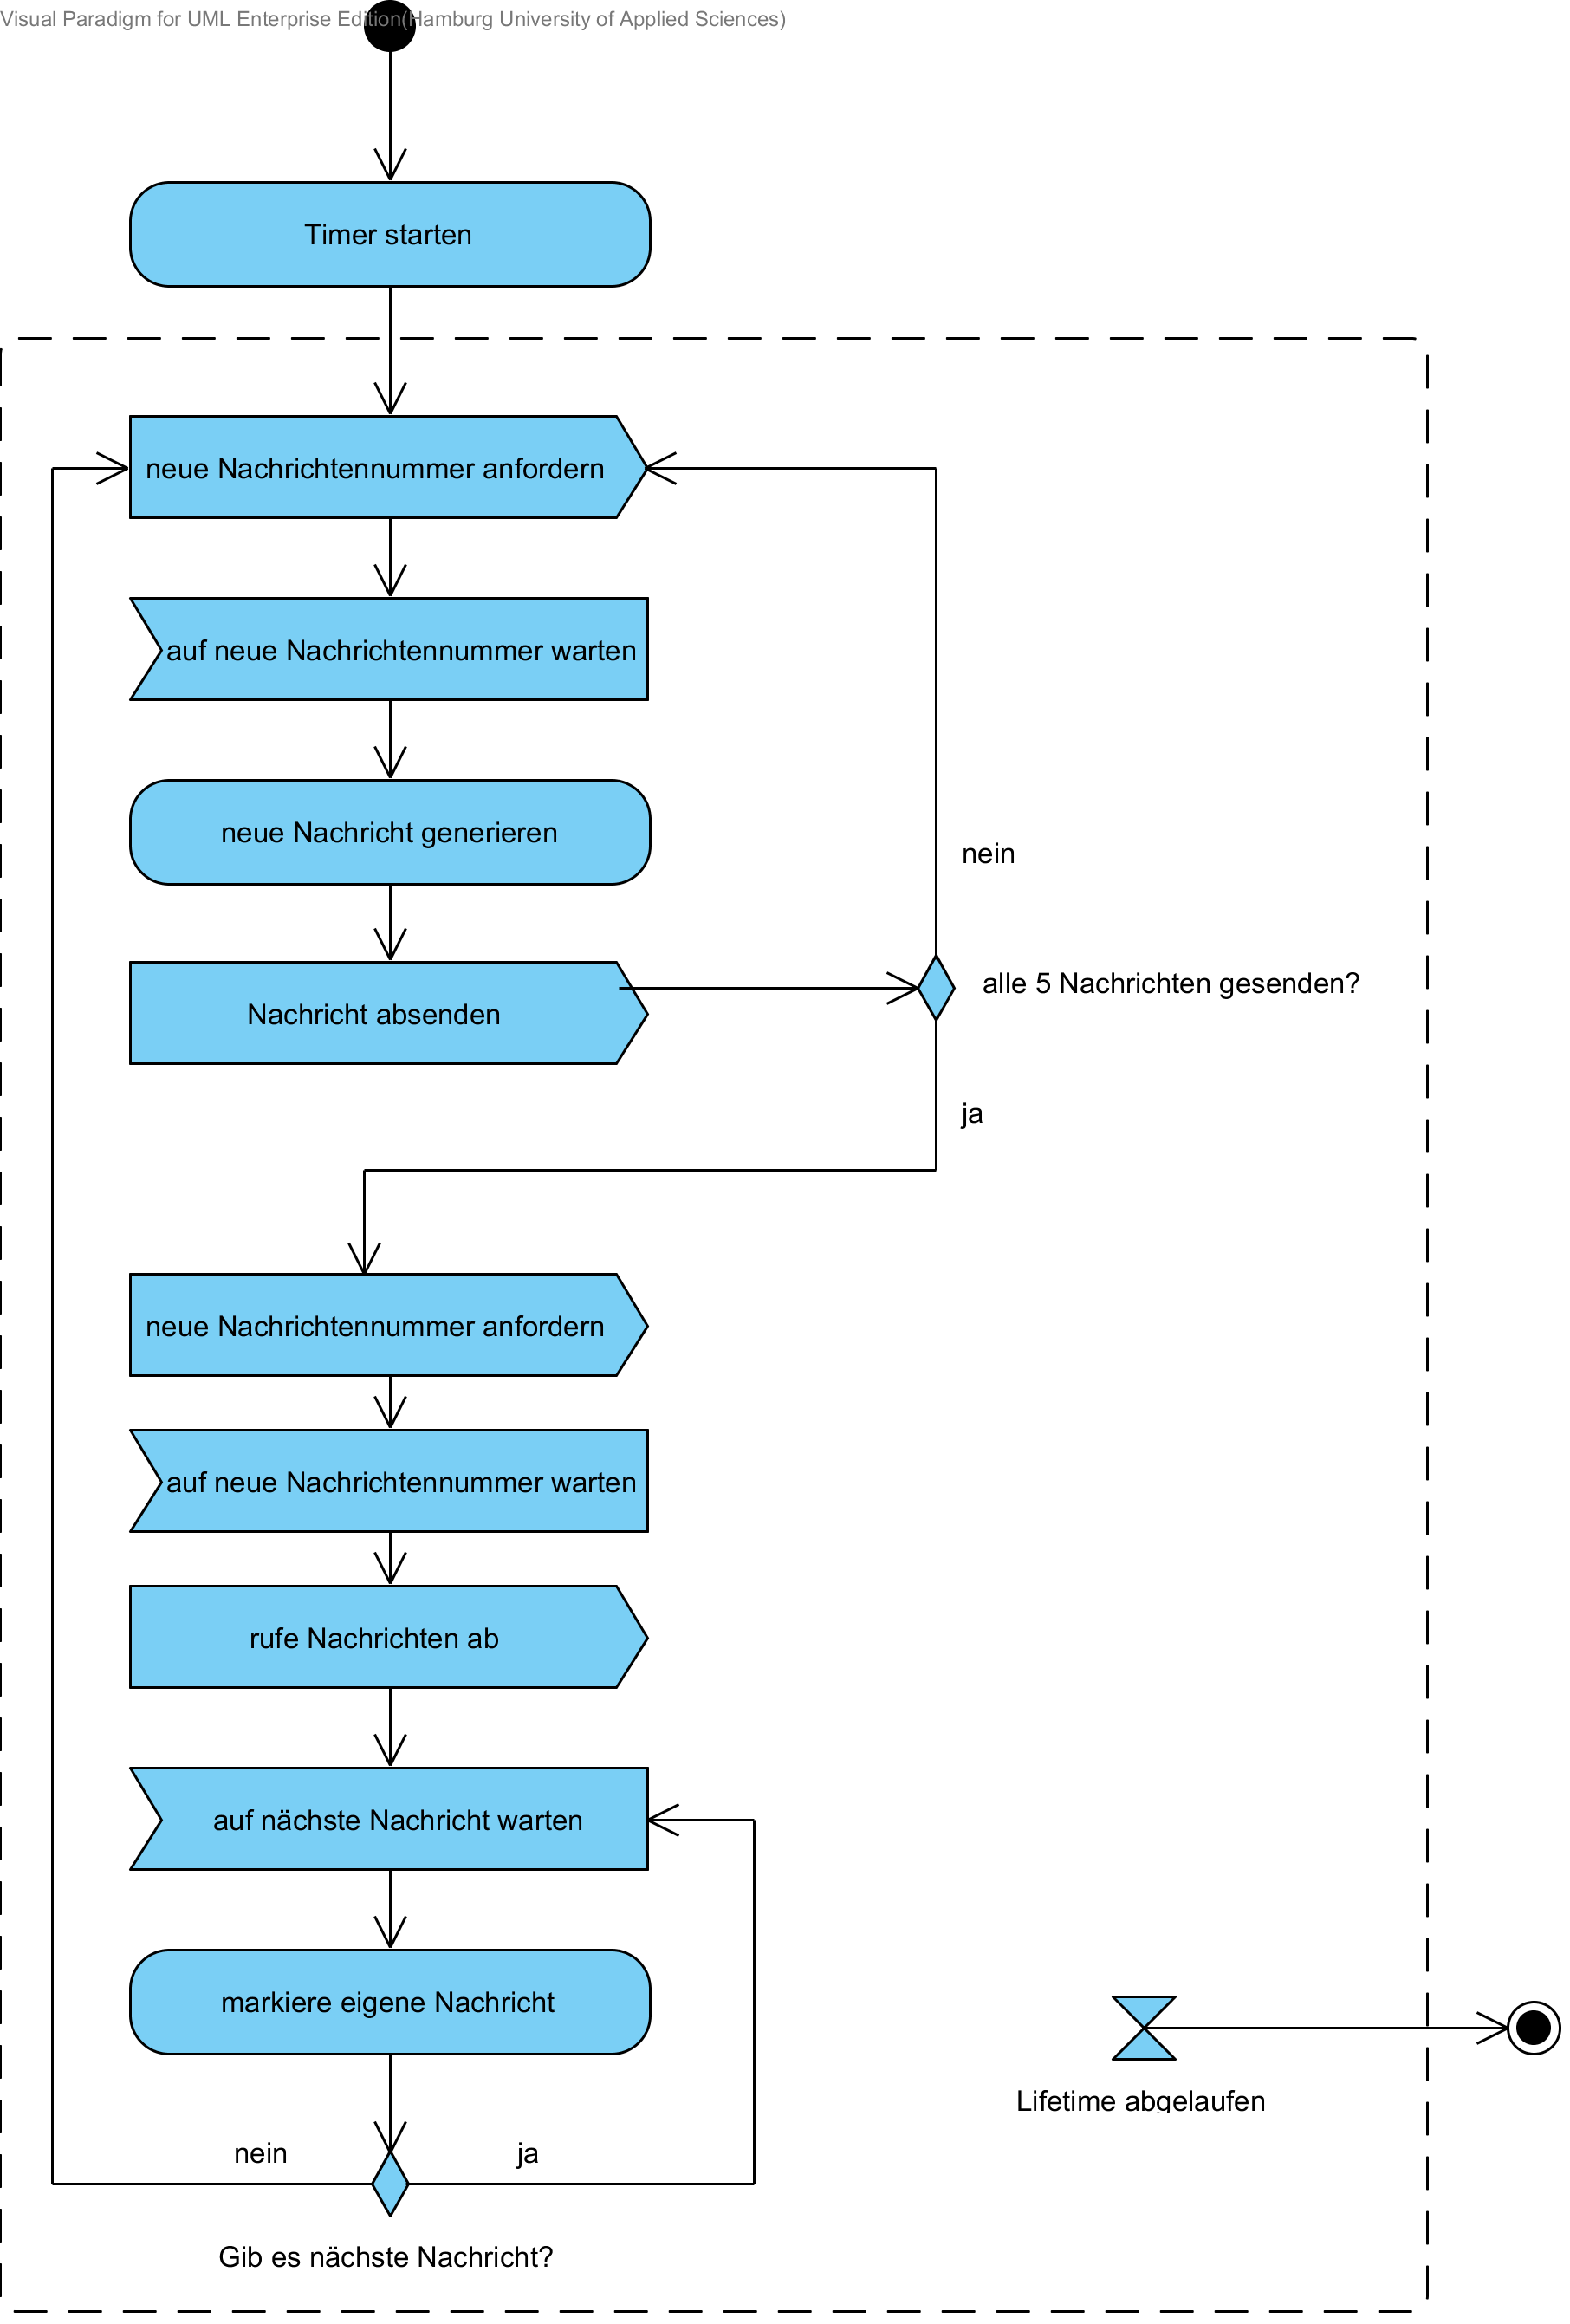 Visual Paradigm for UML Enterprise Edition(Hamburg University of Applied Sciences)
Timer starten
neue Nachrichtennummer anfordern
auf neue Nachrichtennummer warten
neue Nachricht generieren
nein
Nachricht absenden
alle 5 Nachrichten gesenden?
ja
neue Nachrichtennummer anfordern
auf neue Nachrichtennummer warten
rufe Nachrichten ab
auf nächste Nachricht warten
markiere eigene Nachricht
Lifetime abgelaufen
nein
ja
Gib es nächste Nachricht?